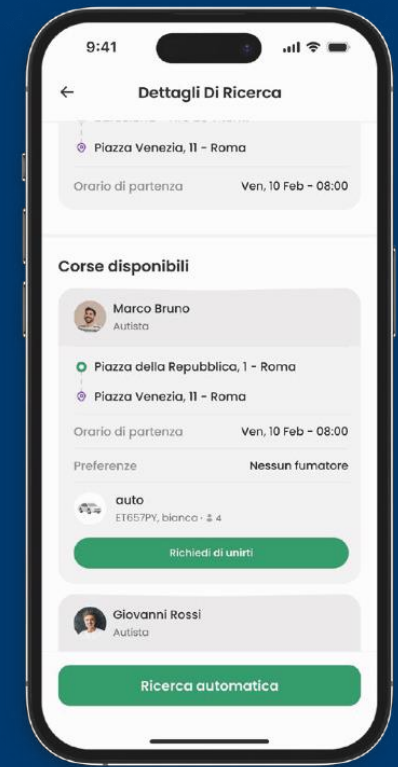 9:41
Dettagli Di Ricerca
Piazza Venezia, 11 - Roma
Orario di partenza Ven, 10 Feb - 08:00
Corse disponibili
Marco Bruno
Autista
Piazza della Repubblica, 1 - Roma
Piazza Venezia, 11 - Roma
Orario di partenza Ven, 10 Feb - 08:00
Preferenze Nessun fumatore
auto
ET657PY, bianca · 4
Richiedi di unirti
Giovanni Rossi
Autista
Ricerca automatica